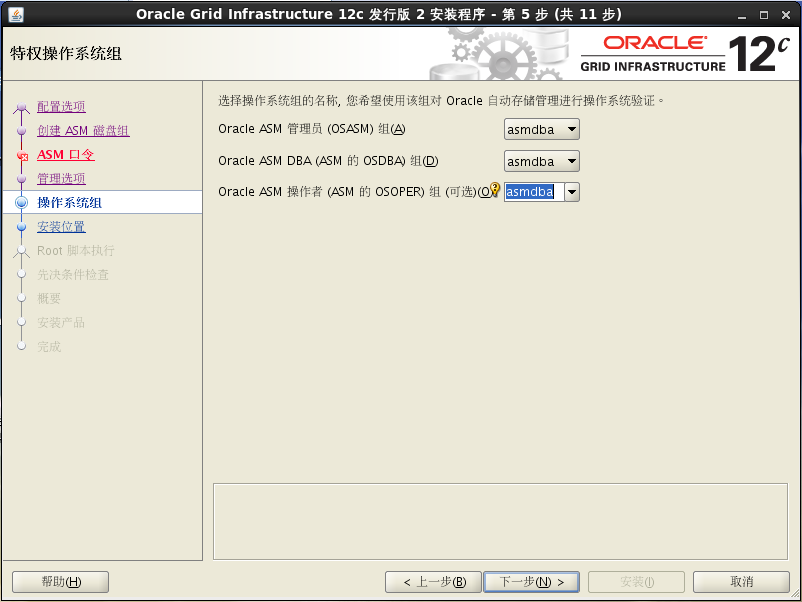 Oracle Grid Infrastructure 12c 发行版 2 安装程序 - 第 5 步 (共 11 步)
特权操作系统组
ORACLE
GRID INFRASTRUCTURE
12c
配置选项
创建 ASM 磁盘组
ASM 口令
管理选项
操作系统组
安装位置
Root 脚本执行
先决条件检查
概要
安装产品
完成
选择操作系统组的名称, 您希望使用该组对 Oracle 自动存储管理进行操作系统验证。
Oracle ASM 管理员 (OSASM) 组(A) asmdba
Oracle ASM DBA (ASM 的 OSDBA) 组(D) asmdba
Oracle ASM 操作者 (ASM 的 OSOPER) 组 (可选)(O asmdba
帮助(H) < 上一步(B) 下一步(N) > 安装(I) 取消